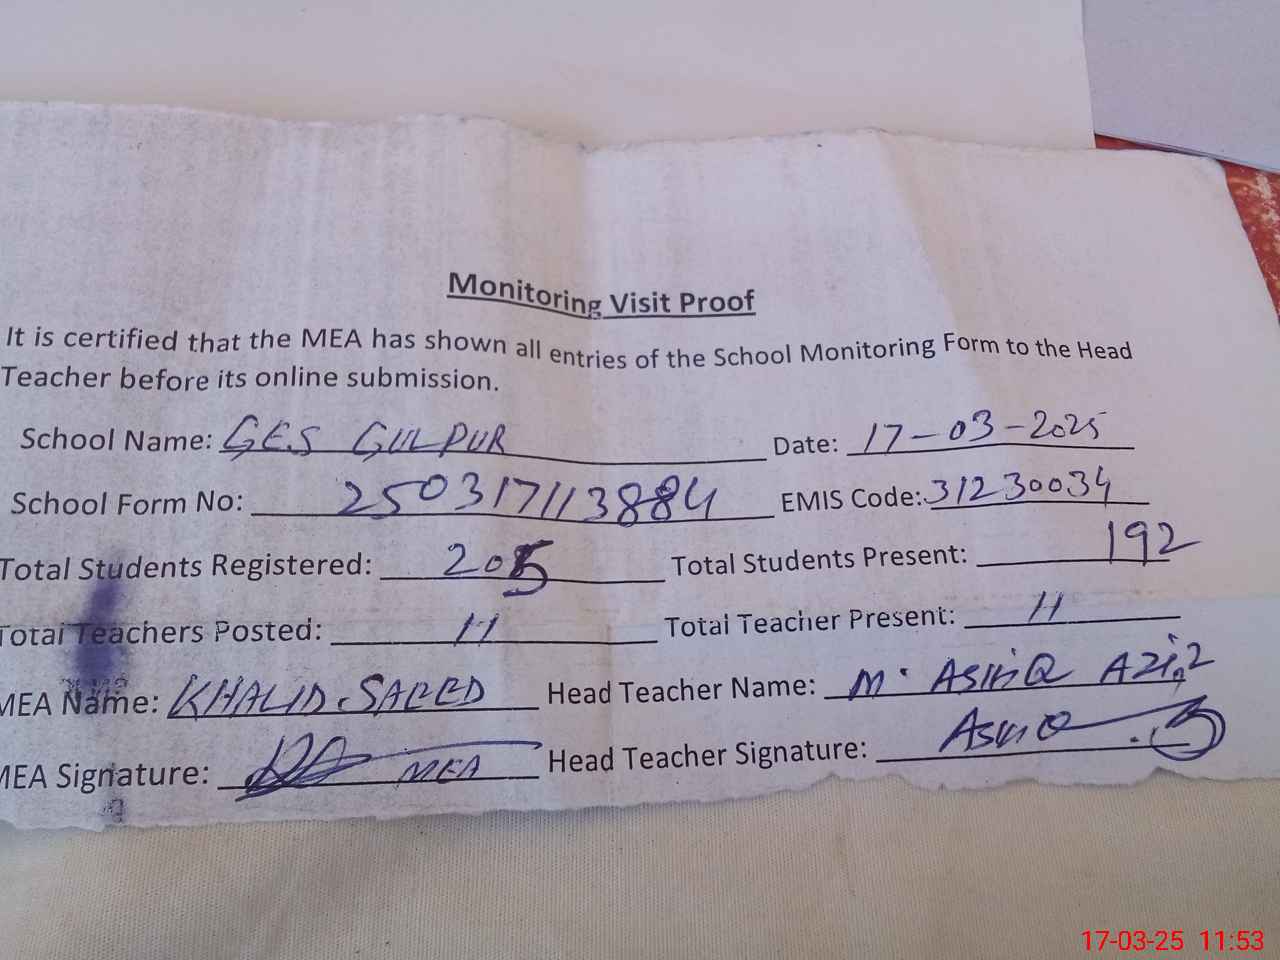 Monitoring Visit Proof
It is certified that the MEA has shown all entries of the School Monitoring Form to the Head
Teacher before its online submission.
School Name: GES GULPUR Date: 17-03-2025
School Form No: 250317113884 EMIS Code: 31230034
Total Students Registered: 205 Total Students Present: 192
Total Teachers Posted: 11 Total Teacher Present: 11
MEA Name: KHALID SAEED Head Teacher Name: M. ASHIQ AZIZ
MEA Signature: MEA Head Teacher Signature: Ashiq
17-03-25 11:53